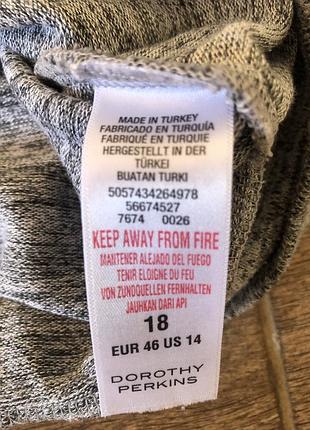 MADE IN TURKEY
FABRICADO EN TURQUÍA
FABRIQUÉ EN TURQUIE
HERGESTELLT IN DER
TÜRKEI
BUATAN TURKI
5057434264978
56674527
7674 0026
KEEP AWAY FROM FIRE
MANTENER ALEJADO DEL FUEGO
TENIR ELOIGNE DU FEU
VON ZUNDQUELLEN FERNHALTEN
JAUHKAN DARI API
18
EUR 46 US 14
DOROTHY
PERKINS